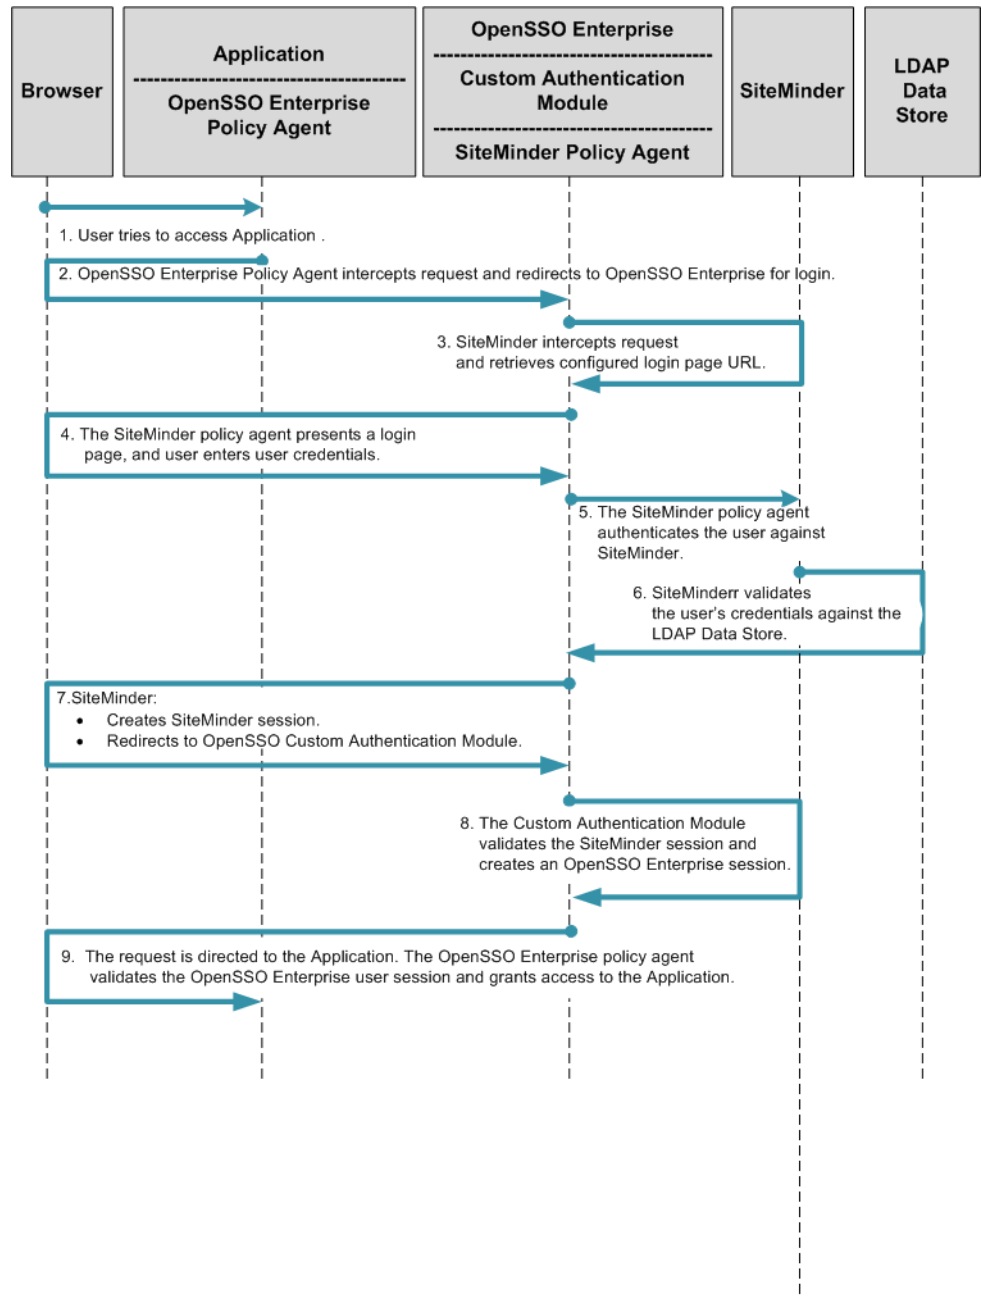 Browser
Application
OpenSSO Enterprise
Policy Agent
OpenSSO Enterprise
Custom Authentication
Module
SiteMinder Policy Agent
SiteMinder
LDAP
Data
Store
1. User tries to access Application .
2. OpenSSO Enterprise Policy Agent intercepts request and redirects to OpenSSO Enterprise for login.
3. SiteMinder intercepts request
and retrieves configured login page URL.
4. The SiteMinder policy agent presents a login
page, and user enters user credentials.
5. The SiteMinder policy agent
authenticates the user against
SiteMinder.
6. SiteMinderr validates
the user's credentials against the
LDAP Data Store.
7.SiteMinder:
• Creates SiteMinder session.
• Redirects to OpenSSO Custom Authentication Module.
8. The Custom Authentication Module
validates the SiteMinder session and
creates an OpenSSO Enterprise session.
9. The request is directed to the Application. The OpenSSO Enterprise policy agent
validates the OpenSSO Enterprise user session and grants access to the Application.